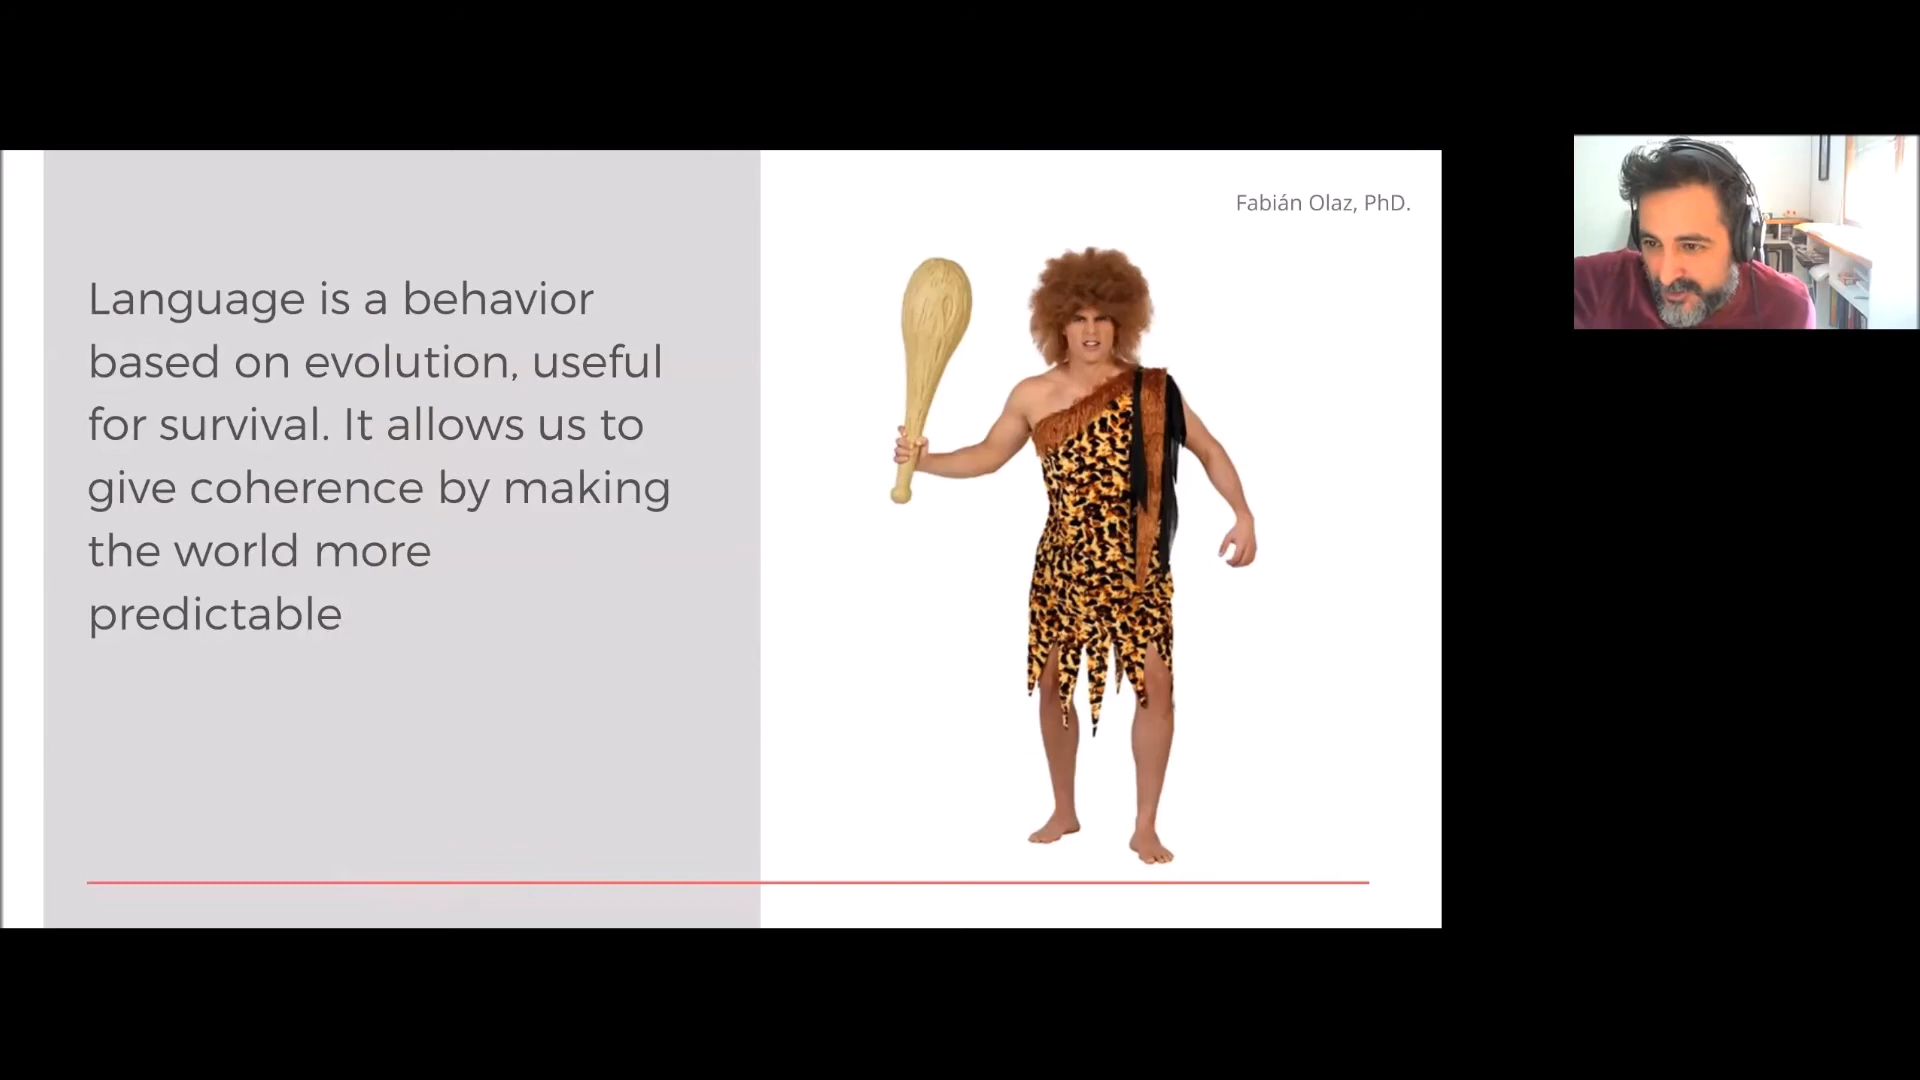 Fabián Olaz, PhD.
Language is a behavior
based on evolution, useful
for survival. It allows us to
give coherence by making
the world more
predictable